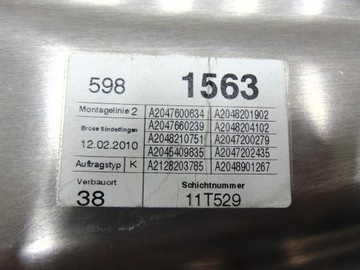 598 1563
Montagelinie 2 A2047600634 A2048201902
Brose Sindelfingen A2047660239 A2048204102
12.02.2010 A2048210751 A2047200279
A2045409835 A2047202435
Auftragstyp K A2128203785 A2048901267
Verbauort Schichtnummer
38 11T529